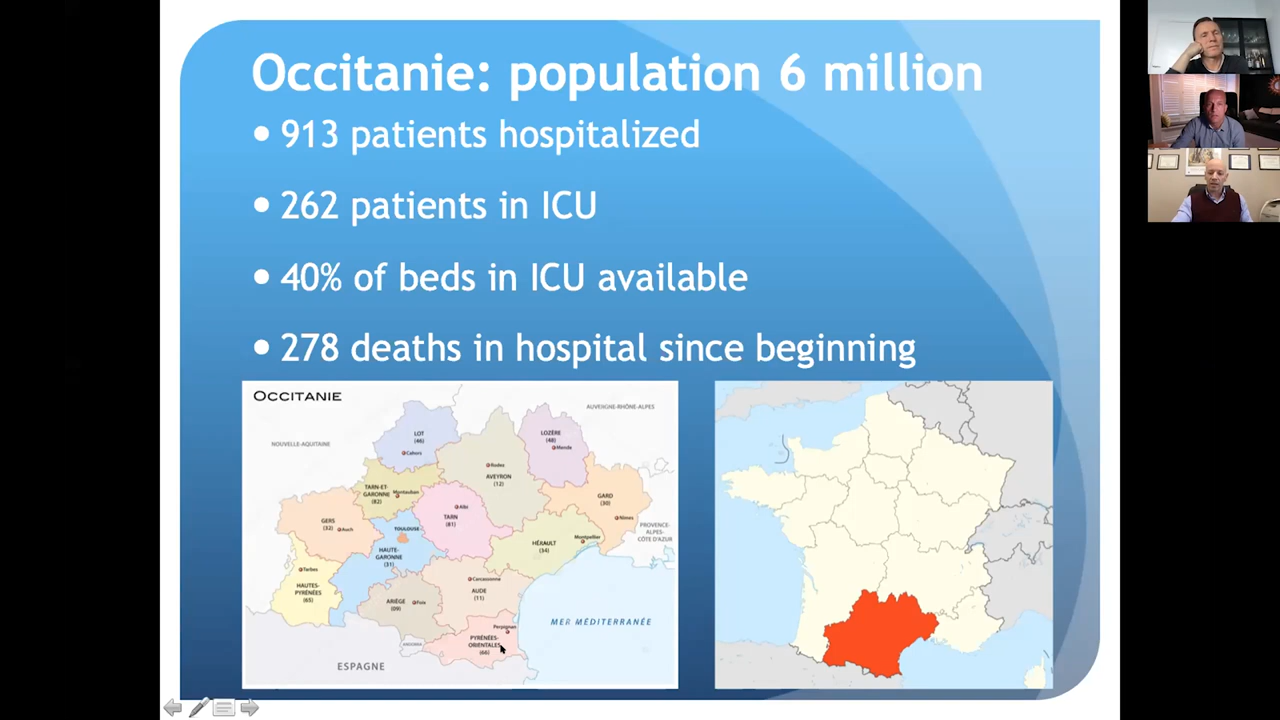 Occitanie: population 6 million
• 913 patients hospitalized
• 262 patients in ICU
• 40% of beds in ICU available
• 278 deaths in hospital since beginning
OCCITANIE
AUVERGNE-RHÔNE-ALPES
NOUVELLE-AQUITAINE
LOT
(46)
Cahors
LOZÈRE
(48)
Mende
Rodez
AVEYRON
(12)
TARN-ET-
GARONNE
(82)
Montauban
GARD
(30)
Nîmes
Albi
TARN
(81)
GERS
(32)
Auch
TOULOUSE
HAUTE-
GARONNE
(31)
HÉRAULT
(34)
Montpellier
PROVENCE-
ALPES-
CÔTE D'AZUR
Tarbes
HAUTES-
PYRÉNÉES
(65)
Carcassonne
AUDE
(11)
ARIÈGE
(09)
Foix
MER MÉDITERRANÉE
Perpignan
PYRÉNÉES-
ORIENTALES
(66)
ANDORRE
ESPAGNE